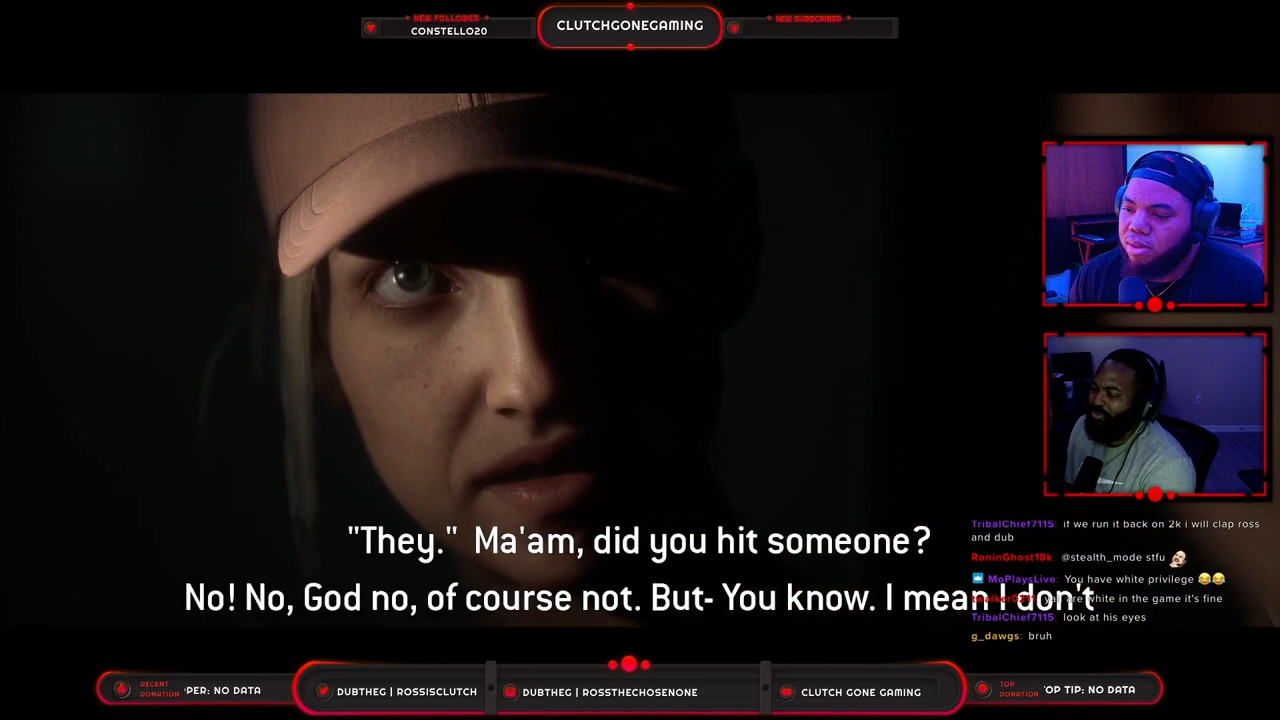 NEW FOLLOWER
CONSTELLO20
CLUTCHGONEGAMING
NEW SUBSCRIBER
"They." Ma'am, did you hit someone?
No! No, God no, of course not. But- You know. I mean I don't
TribalChief7115: if we run it back on 2k i will clap ross
and dub
RoninGhost18k: @stealth_mode stfu
MoPlaysLive: You have white privilege 😂😂
are white in the game it's fine
TribalChief7115: look at his eyes
g_dawgs: bruh
RECENT
DONATION
PER: NO DATA
DUBTHEG | ROSSISCLUTCH
DUBTHEG | ROSSTHECHOSENONE
CLUTCH GONE GAMING
TOP
DONATION
OP TIP: NO DATA